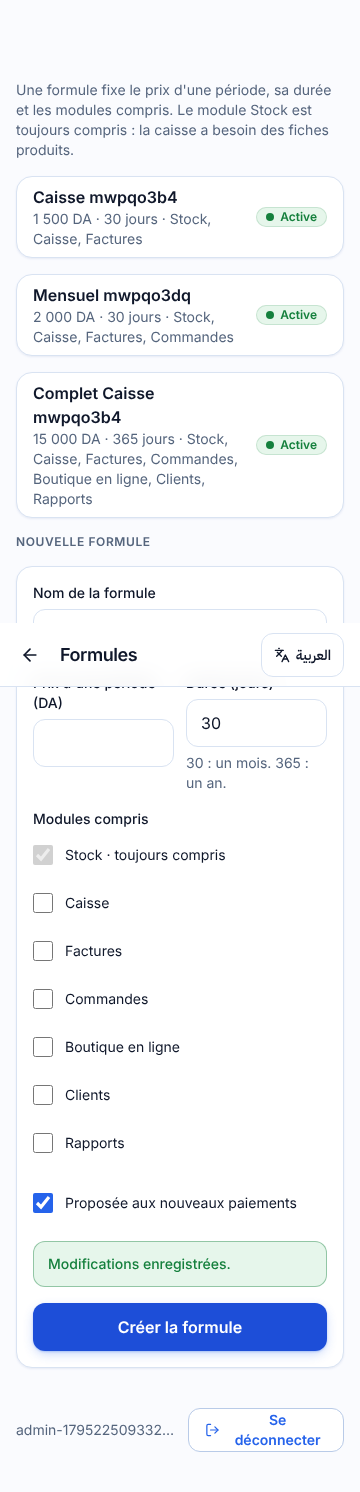 Une formule fixe le prix d'une période, sa durée
et les modules compris. Le module Stock est
toujours compris : la caisse a besoin des fiches
produits.
Caisse mwpqo3b4
1 500 DA · 30 jours · Stock,
Caisse, Factures
Active
Mensuel mwpqo3dq
2 000 DA · 30 jours · Stock,
Caisse, Factures, Commandes
Active
Complet Caisse
mwpqo3b4
15 000 DA · 365 jours · Stock,
Caisse, Factures, Commandes,
Boutique en ligne, Clients,
Rapports
Active
NOUVELLE FORMULE
Nom de la formule
Formules
العربية
(DA)
30
30 : un mois. 365 :
un an.
Modules compris
Stock · toujours compris
Caisse
Factures
Commandes
Boutique en ligne
Clients
Rapports
Proposée aux nouveaux paiements
Modifications enregistrées.
Créer la formule
admin-179522509332...
Se
déconnecter